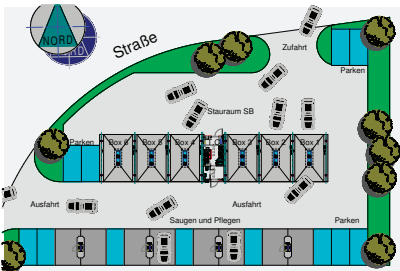 NORD
Straße
Zufahrt
Parken
Stauraum SB
Parken
Box 6
Box 5
Box 4
Box 3
Box 2
Box 1
Ausfahrt
Ausfahrt
Saugen und Pflegen
Parken